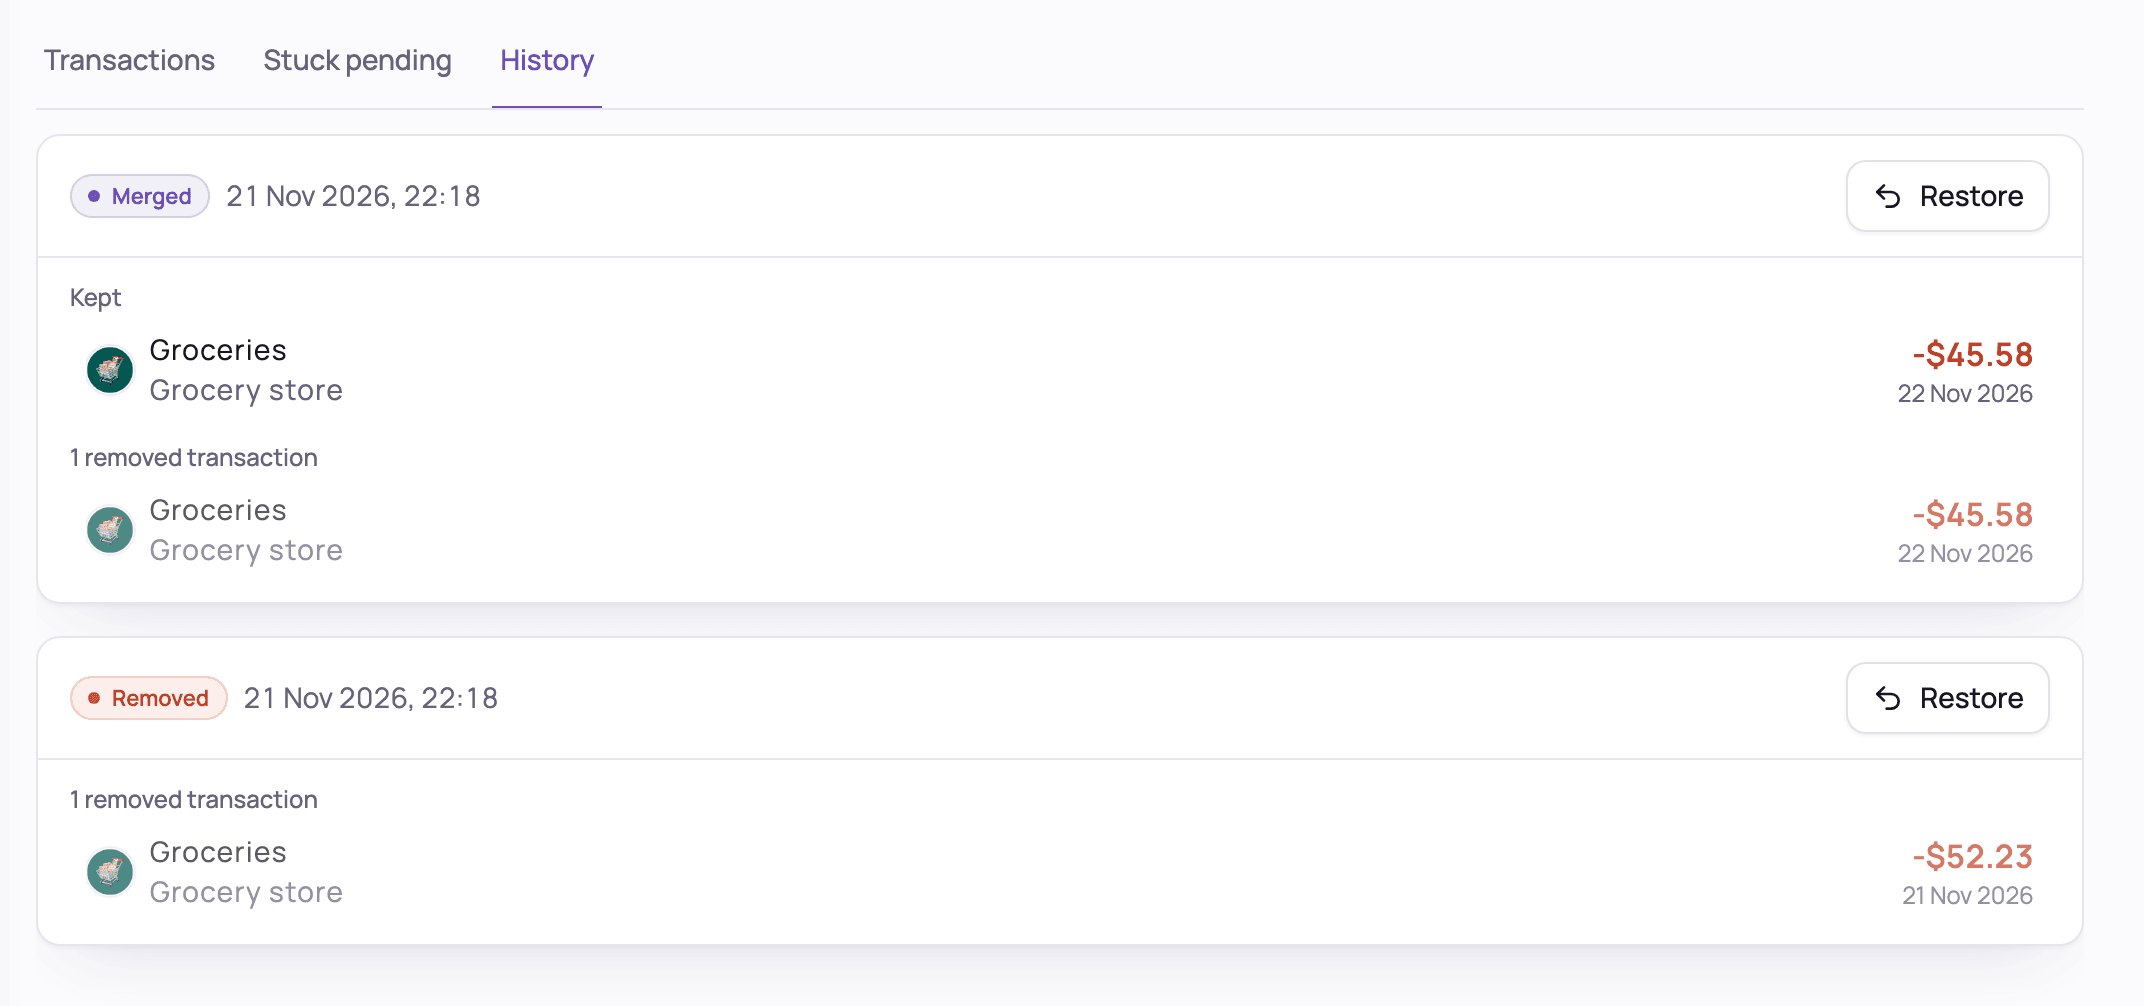 Transactions Stuck pending History
Merged 21 Nov 2026, 22:18 Restore
Kept
Groceries
Grocery store
-$45.58
22 Nov 2026
1 removed transaction
Groceries
Grocery store
-$45.58
22 Nov 2026
Removed 21 Nov 2026, 22:18 Restore
1 removed transaction
Groceries
Grocery store
-$52.23
21 Nov 2026